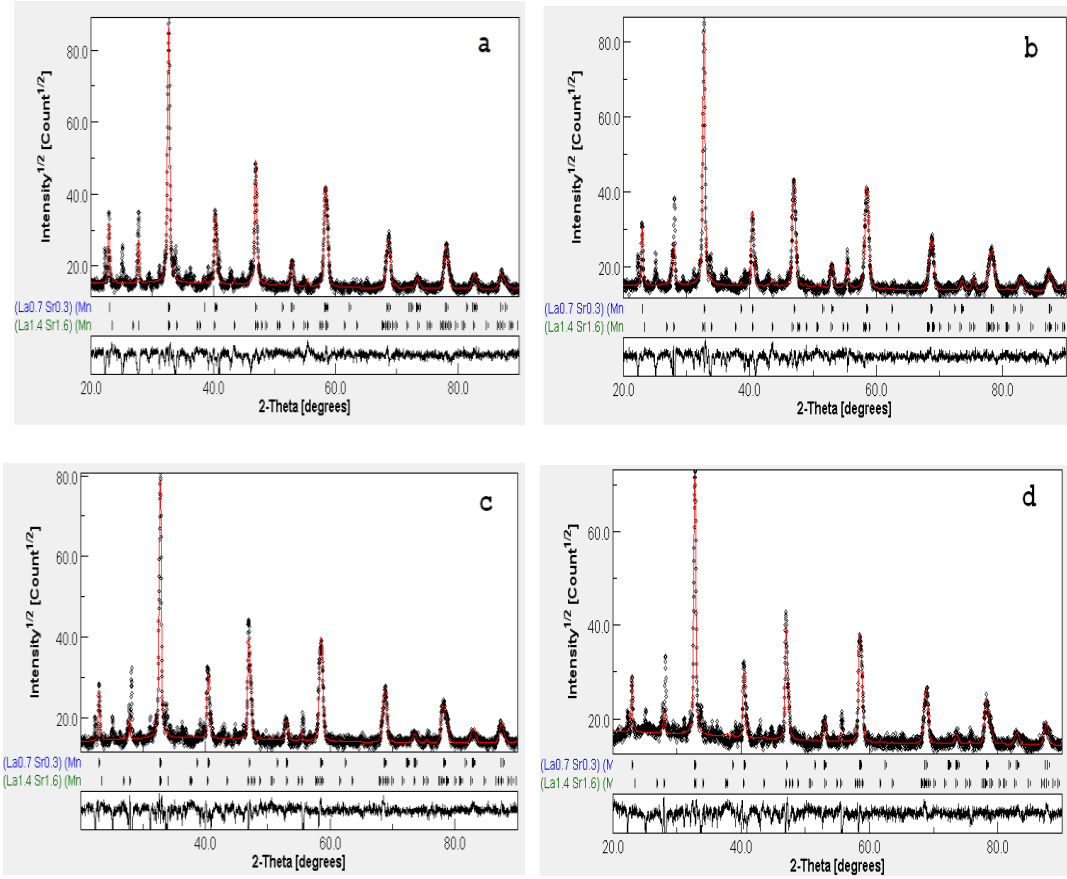 a
Intensity1/2 [Count1/2]
80.0
60.0
40.0
20.0
(La0.7 Sr0.3) (Mn
(La1.4 Sr1.6) (Mn
20.0 40.0 60.0 80.0
2-Theta [degrees]
b
Intensity1/2 [Count1/2]
80.0
60.0
40.0
20.0
(La0.7 Sr0.3) (Mn
(La1.4 Sr1.6) (Mn
20.0 40.0 60.0 80.0
2-Theta [degrees]
c
Intensity1/2 [Count1/2]
80.0
60.0
40.0
20.0
(La0.7 Sr0.3) (Mn
(La1.4 Sr1.6) (Mn
40.0 60.0 80.0
2-Theta [degrees]
d
Intensity1/2 [Count1/2]
60.0
40.0
20.0
(La0.7 Sr0.3) (M
(La1.4 Sr1.6) (M
20.0 40.0 60.0 80.0
2-Theta [degrees]